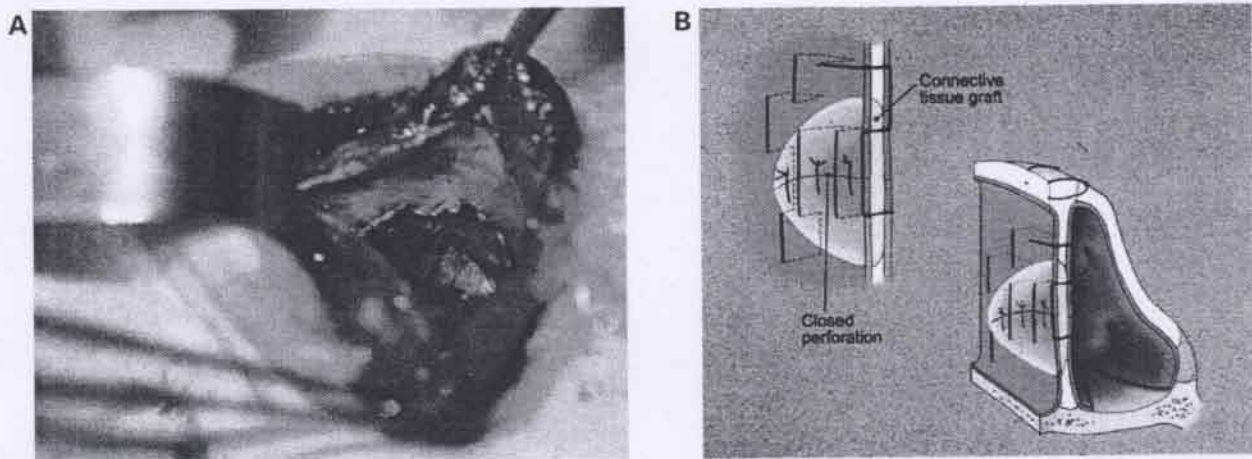 A
B
Connective
tissue graft
Closed
perforation